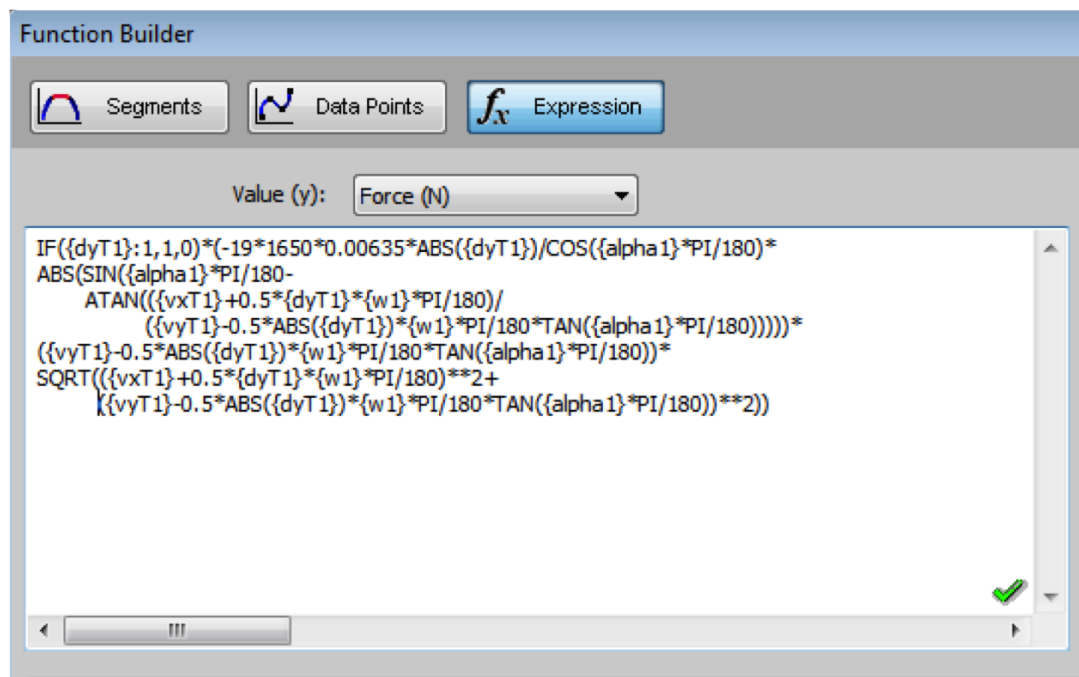 Function Builder
Segments
Data Points
fx Expression
Value (y): Force (N)
IF({dyT1}:1,1,0)*(-19*1650*0.00635*ABS({dyT1})/COS({alpha1}*PI/180)*
ABS(SIN({alpha1}*PI/180-
ATAN(({vxT1}+0.5*{dyT1}*{w1}*PI/180)/
({vyT1}-0.5*ABS({dyT1})*{w1}*PI/180*TAN({alpha1}*PI/180)))))*
({vyT1}-0.5*ABS({dyT1})*{w1}*PI/180*TAN({alpha1}*PI/180))*
SQRT(({vxT1}+0.5*{dyT1}*{w1}*PI/180)**2+
({vyT1}-0.5*ABS({dyT1})*{w1}*PI/180*TAN({alpha1}*PI/180))**2))